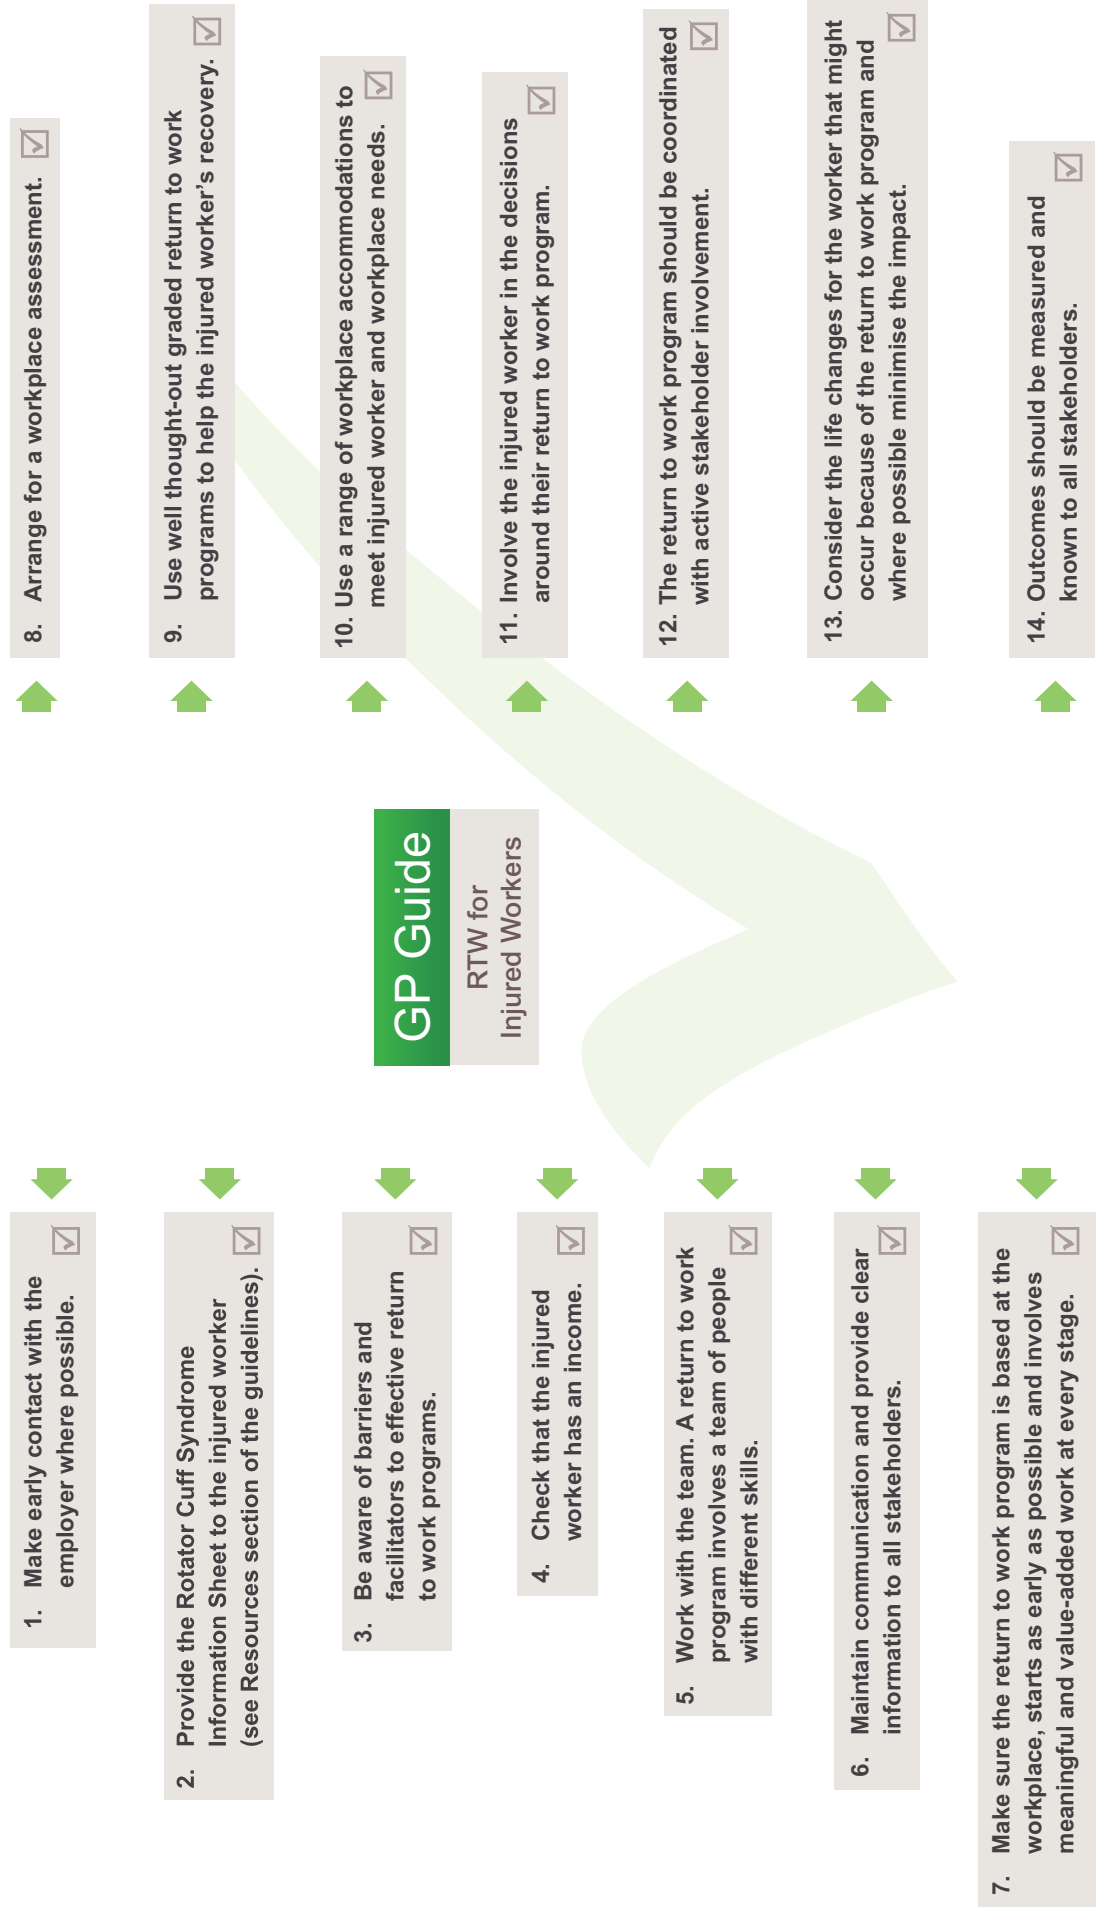 1. Make early contact with the
employer where possible.
2. Provide the Rotator Cuff Syndrome
Information Sheet to the injured worker
(see Resources section of the guidelines).
3. Be aware of barriers and
facilitators to effective return
to work programs.
4. Check that the injured
worker has an income.
5. Work with the team. A return to work
program involves a team of people
with different skills.
6. Maintain communication and provide clear
information to all stakeholders.
7. Make sure the return to work program is based at the
workplace, starts as early as possible and involves
meaningful and value-added work at every stage.
GP Guide
RTW for
Injured Workers
8. Arrange for a workplace assessment.
9. Use well thought-out graded return to work
programs to help the injured worker's recovery.
10. Use a range of workplace accommodations to
meet injured worker and workplace needs.
11. Involve the injured worker in the decisions
around their return to work program.
12. The return to work program should be coordinated
with active stakeholder involvement.
13. Consider the life changes for the worker that might
occur because of the return to work program and
where possible minimise the impact.
14. Outcomes should be measured and
known to all stakeholders.